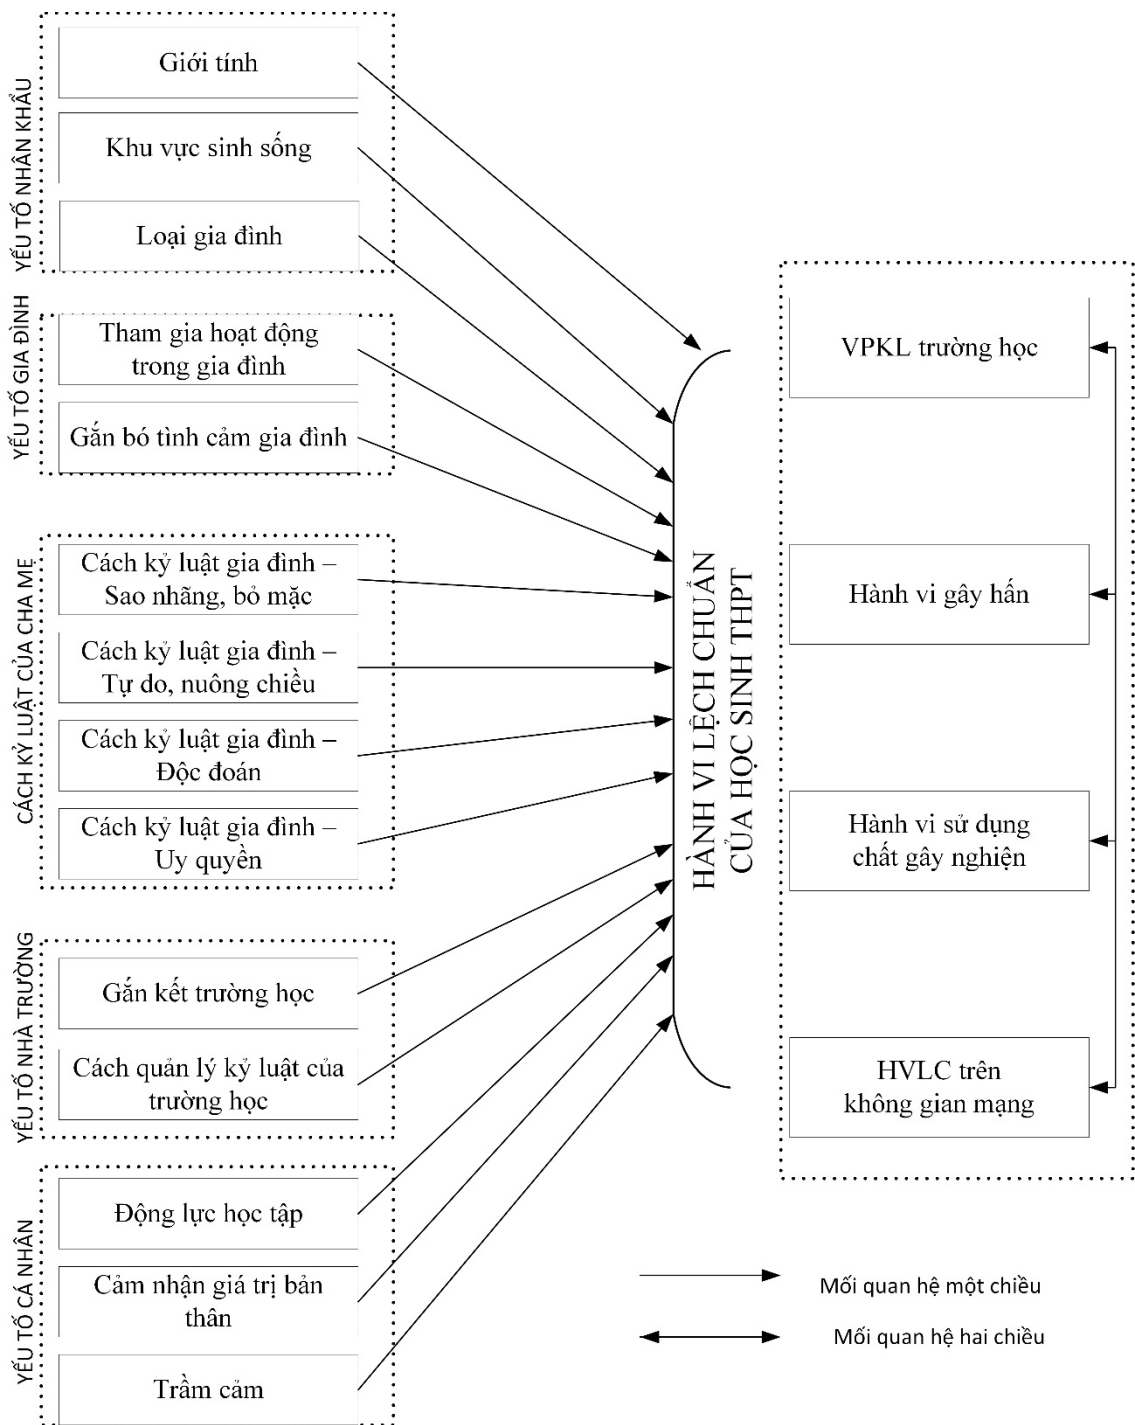 YẾU TỐ NHÂN KHẨU
Giới tính
Khu vực sinh sống
Loại gia đình
YẾU TỐ GIA ĐÌNH
Tham gia hoạt động
trong gia đình
Gắn bó tình cảm gia đình
CÁCH KỶ LUẬT CỦA CHA MẸ
Cách kỷ luật gia đình –
Sao nhãng, bỏ mặc
Cách kỷ luật gia đình –
Tự do, nuông chiều
Cách kỷ luật gia đình –
Độc đoán
Cách kỷ luật gia đình –
Uy quyền
YẾU TỐ NHÀ TRƯỜNG
Gắn kết trường học
Cách quản lý kỷ luật của
trường học
YẾU TỐ CÁ NHÂN
Động lực học tập
Cảm nhận giá trị bản
thân
Trầm cảm
HÀNH VI LỆCH CHUẨN
CỦA HỌC SINH THPT
VPKL trường học
Hành vi gây hấn
Hành vi sử dụng
chất gây nghiện
HVLC trên
không gian mạng
Mối quan hệ một chiều
Mối quan hệ hai chiều